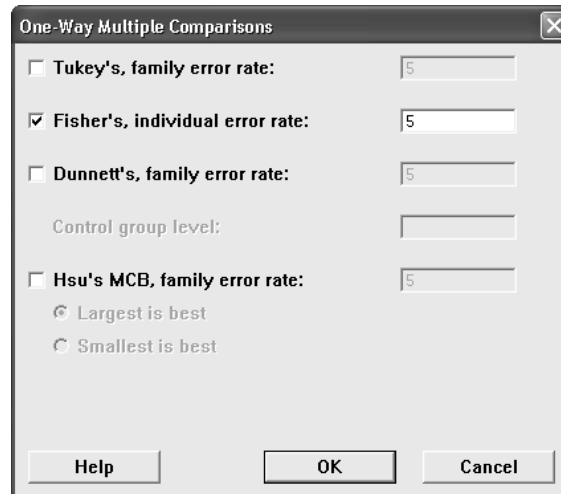 One-Way Multiple Comparisons
Tukey's, family error rate: 5
Fisher's, individual error rate: 5
Dunnett's, family error rate: 5
Control group level:
Hsu's MCB, family error rate: 5
Largest is best
Smallest is best
Help OK Cancel